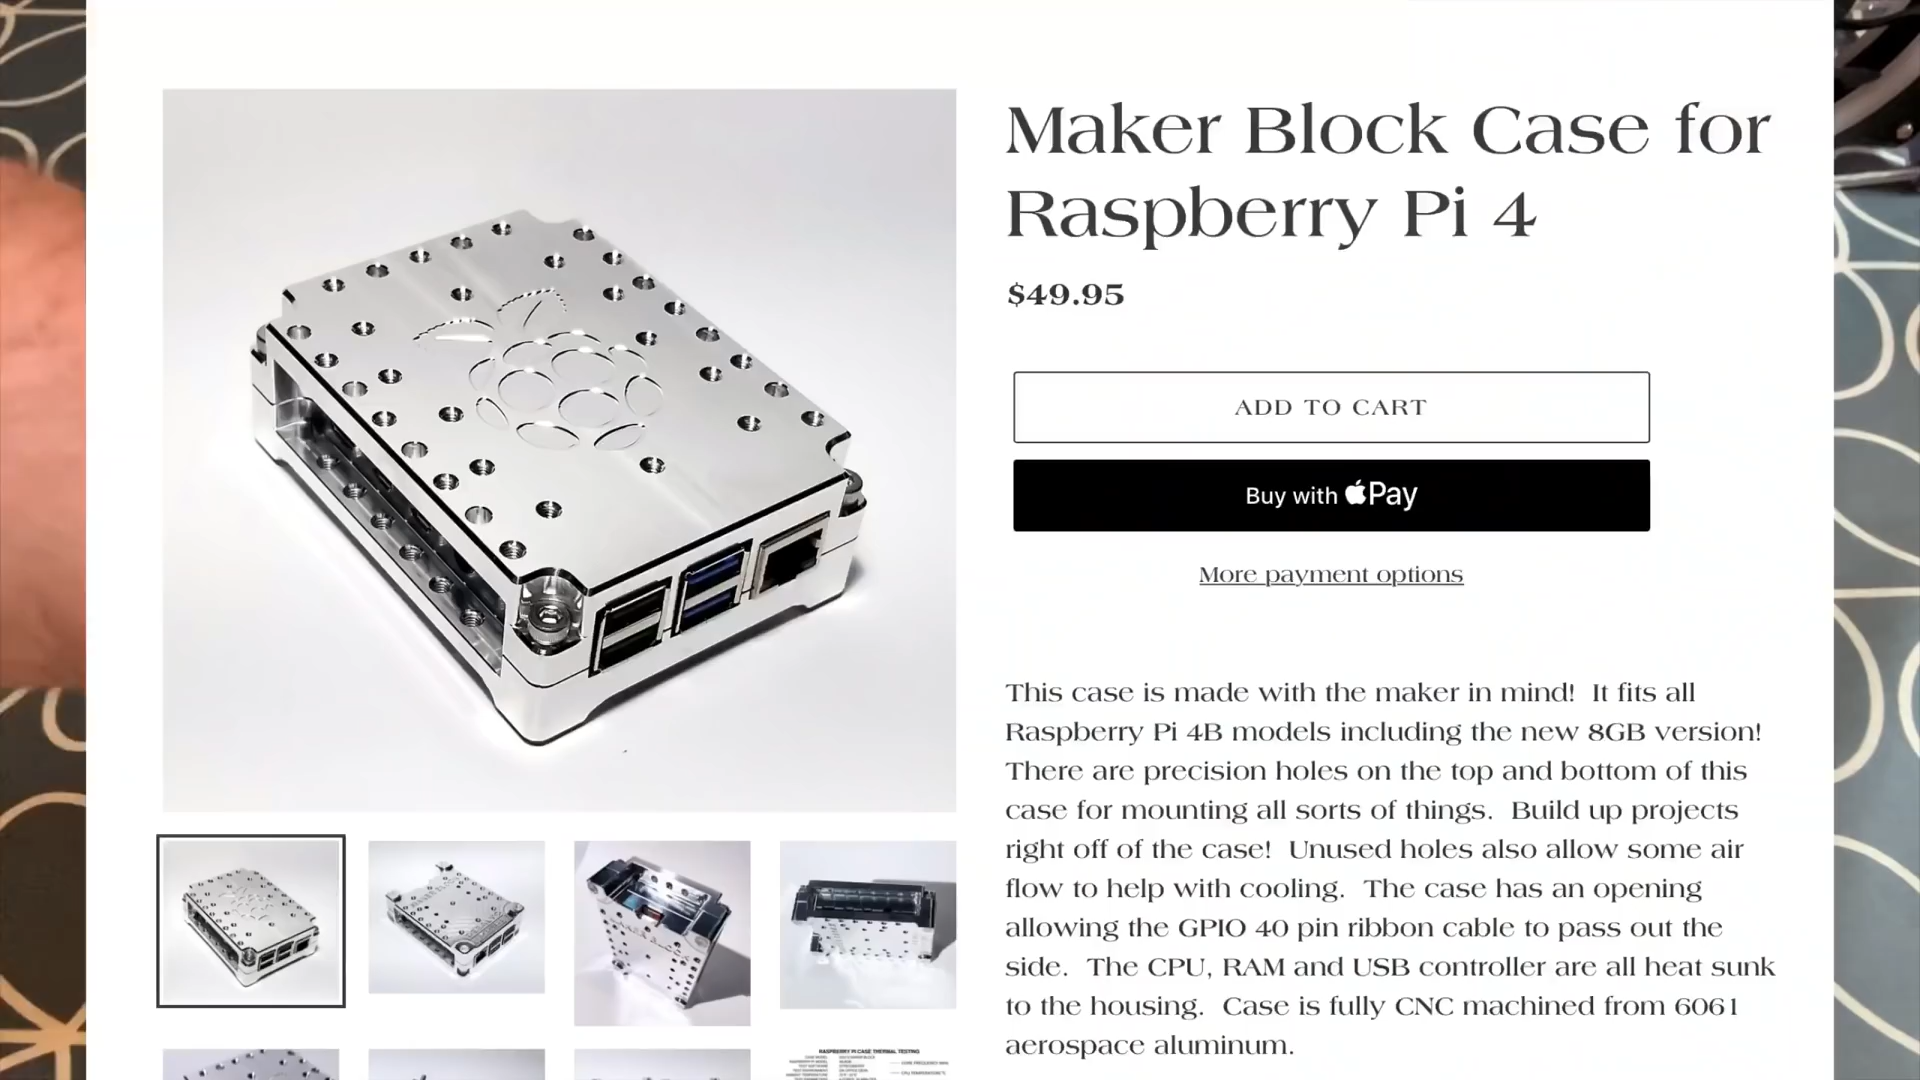 Maker Block Case for
Raspberry Pi 4
$49.95
ADD TO CART
Buy with Pay
More payment options
This case is made with the maker in mind! It fits all
Raspberry Pi 4B models including the new 8GB version!
There are precision holes on the top and bottom of this
case for mounting all sorts of things. Build up projects
right off of the case! Unused holes also allow some air
flow to help with cooling. The case has an opening
allowing the GPIO 40 pin ribbon cable to pass out the
side. The CPU, RAM and USB controller are all heat sunk
to the housing. Case is fully CNC machined from 6061
aerospace aluminum.
RASPBERRY PI CASE THERMAL TESTING